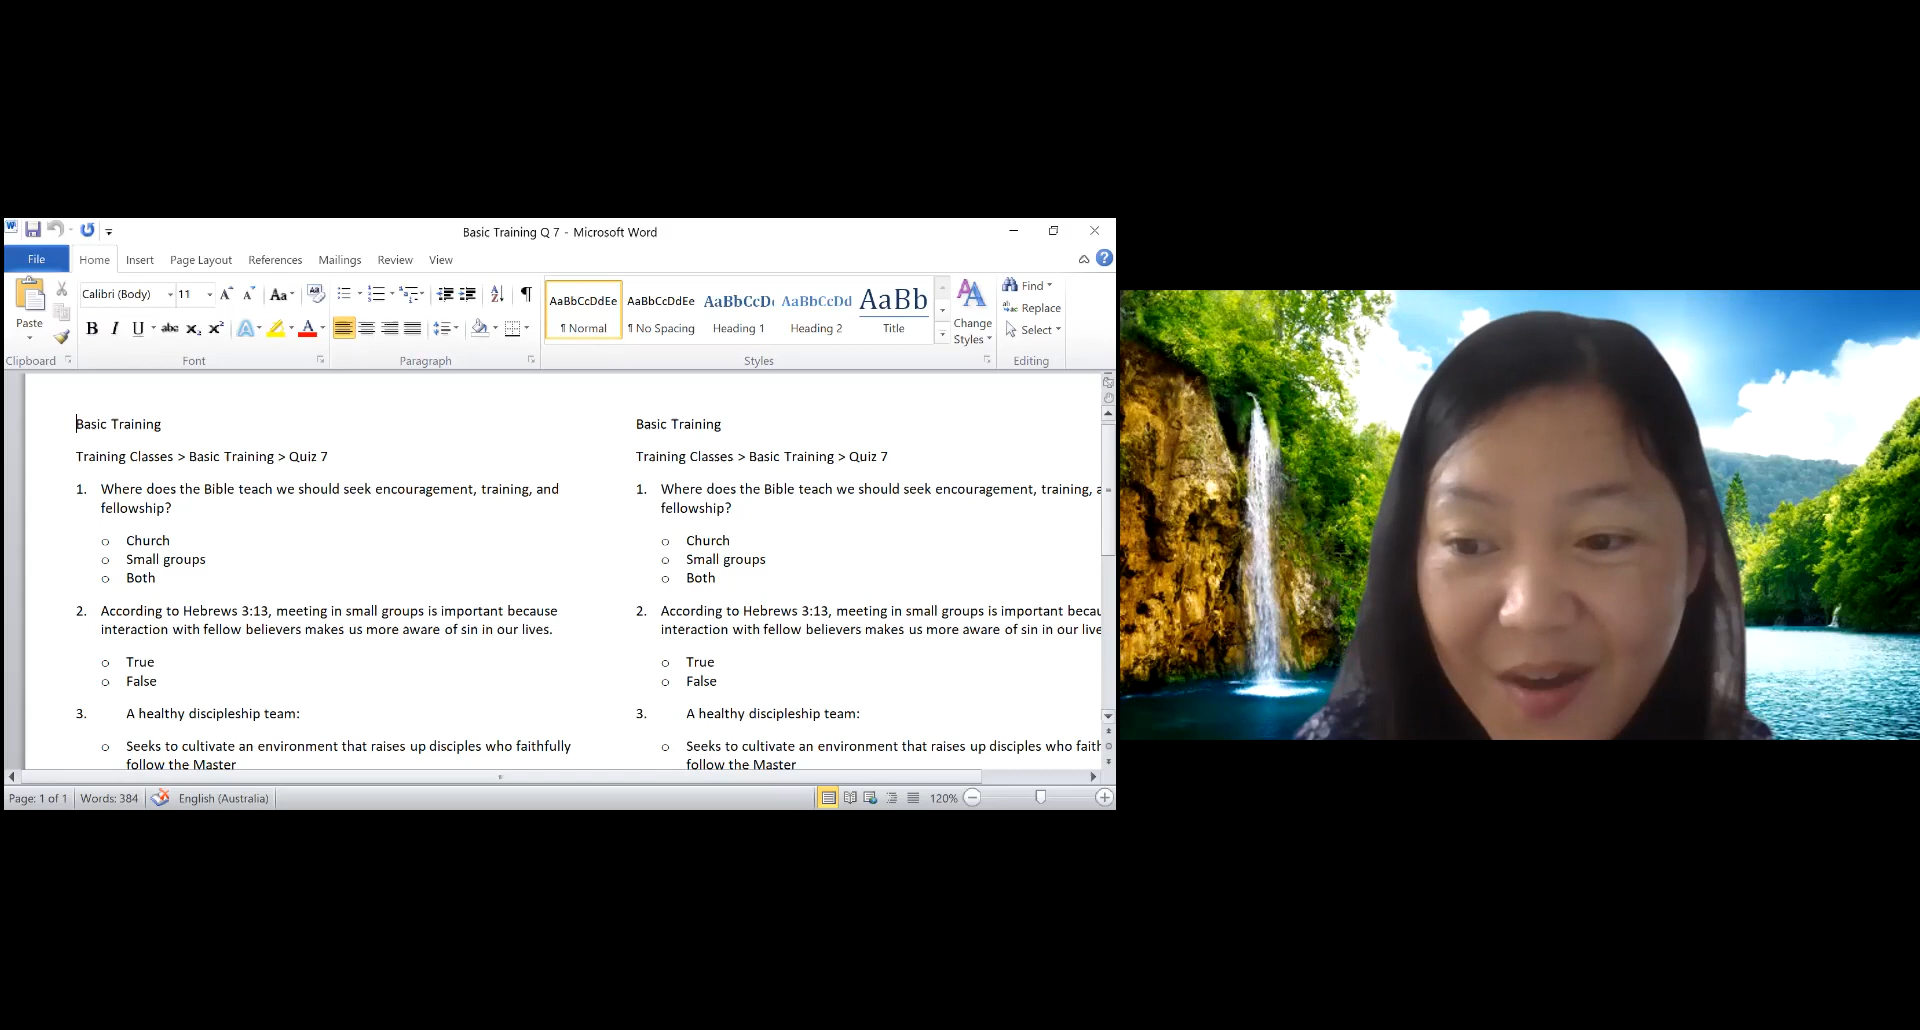 Basic Training Q 7 - Microsoft Word
File Home Insert Page Layout References Mailings Review View
Calibri (Body) 11
Paste
Clipboard
Font
Paragraph
AaBbCcDdEe AaBbCcDdEe AaBbCcD AaBbCcDd AaBb
¶ Normal ¶ No Spacing Heading 1 Heading 2 Title
Change
Styles
Styles
Find
Replace
Select
Editing
Basic Training
Training Classes > Basic Training > Quiz 7
1. Where does the Bible teach we should seek encouragement, training, and
fellowship?
o Church
o Small groups
o Both
2. According to Hebrews 3:13, meeting in small groups is important because
interaction with fellow believers makes us more aware of sin in our lives.
o True
o False
3. A healthy discipleship team:
o Seeks to cultivate an environment that raises up disciples who faithfully
follow the Master
Basic Training
Training Classes > Basic Training > Quiz 7
1. Where does the Bible teach we should seek encouragement, training, a
fellowship?
o Church
o Small groups
o Both
2. According to Hebrews 3:13, meeting in small groups is important becau
interaction with fellow believers makes us more aware of sin in our live
o True
o False
3. A healthy discipleship team:
o Seeks to cultivate an environment that raises up disciples who faith
follow the Master
Page: 1 of 1 Words: 384 English (Australia) 120%